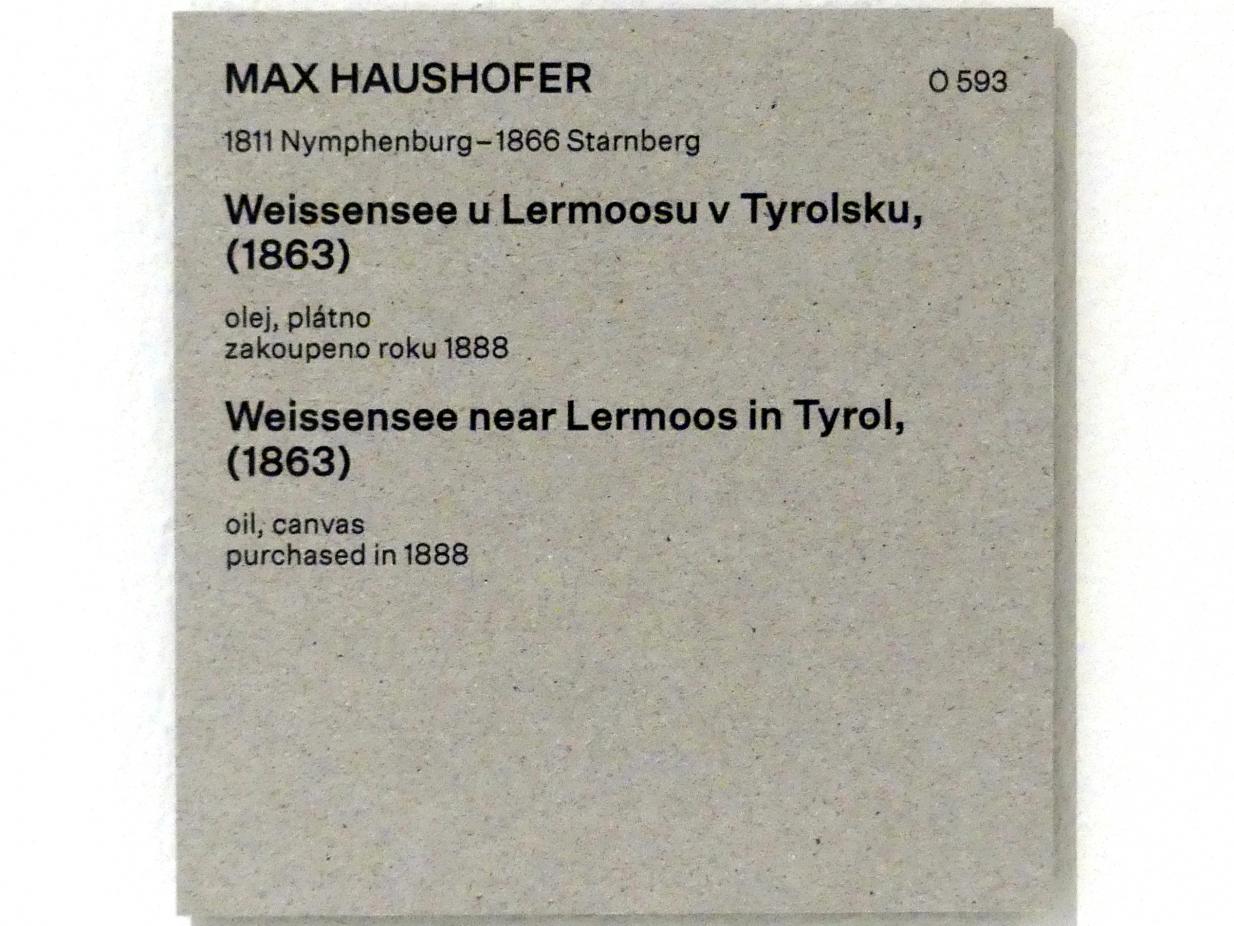 MAX HAUSHOFER O 593
1811 Nymphenburg–1866 Starnberg
Weissensee u Lermoosu v Tyrolsku,
(1863)
olej, plátno
zakoupeno roku 1888
Weissensee near Lermoos in Tyrol,
(1863)
oil, canvas
purchased in 1888